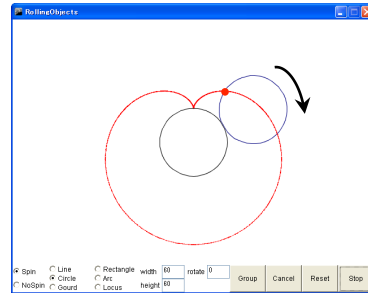 RollingObjects
Spin Line Rectangle width 60 rotate 0
Circle Arc
NoSpin Gourd Locus height 60
Group Cancel Reset Stop